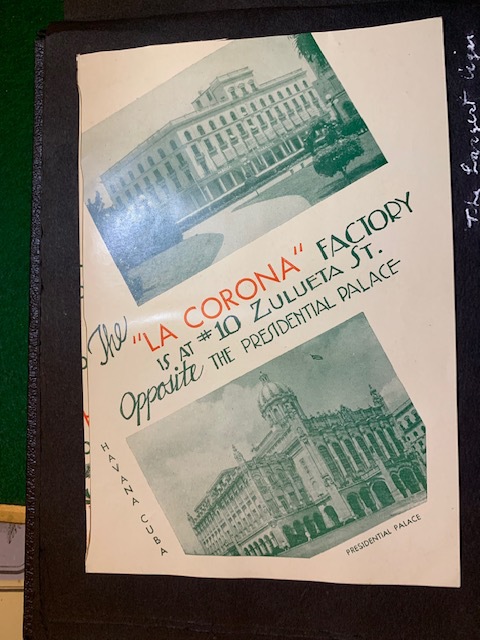 The "LA CORONA" FACTORY
IS AT #10 ZULUETA ST.
Opposite THE PRESIDENTIAL PALACE
HAVANA CUBA
PRESIDENTIAL PALACE
The Largest